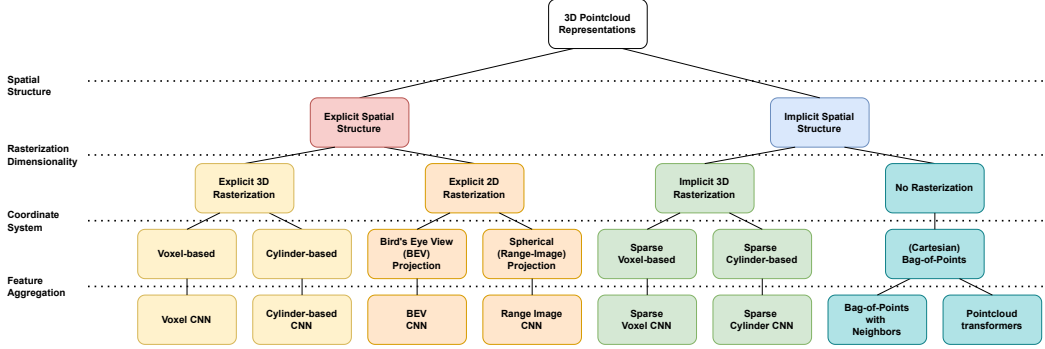 3D Pointcloud
Representations
Spatial
Structure
Explicit Spatial
Structure
Implicit Spatial
Structure
Rasterization
Dimensionality
Explicit 3D
Rasterization
Explicit 2D
Rasterization
Implicit 3D
Rasterization
No Rasterization
Coordinate
System
Voxel-based
Cylinder-based
Bird's Eye View
(BEV)
Projection
Spherical
(Range-Image)
Projection
Sparse
Voxel-based
Sparse
Cylinder-based
(Cartesian)
Bag-of-Points
Feature
Aggregation
Voxel CNN
Cylinder-based
CNN
BEV
CNN
Range Image
CNN
Sparse
Voxel CNN
Sparse
Cylinder CNN
Bag-of-Points
with
Neighbors
Pointcloud
transformers